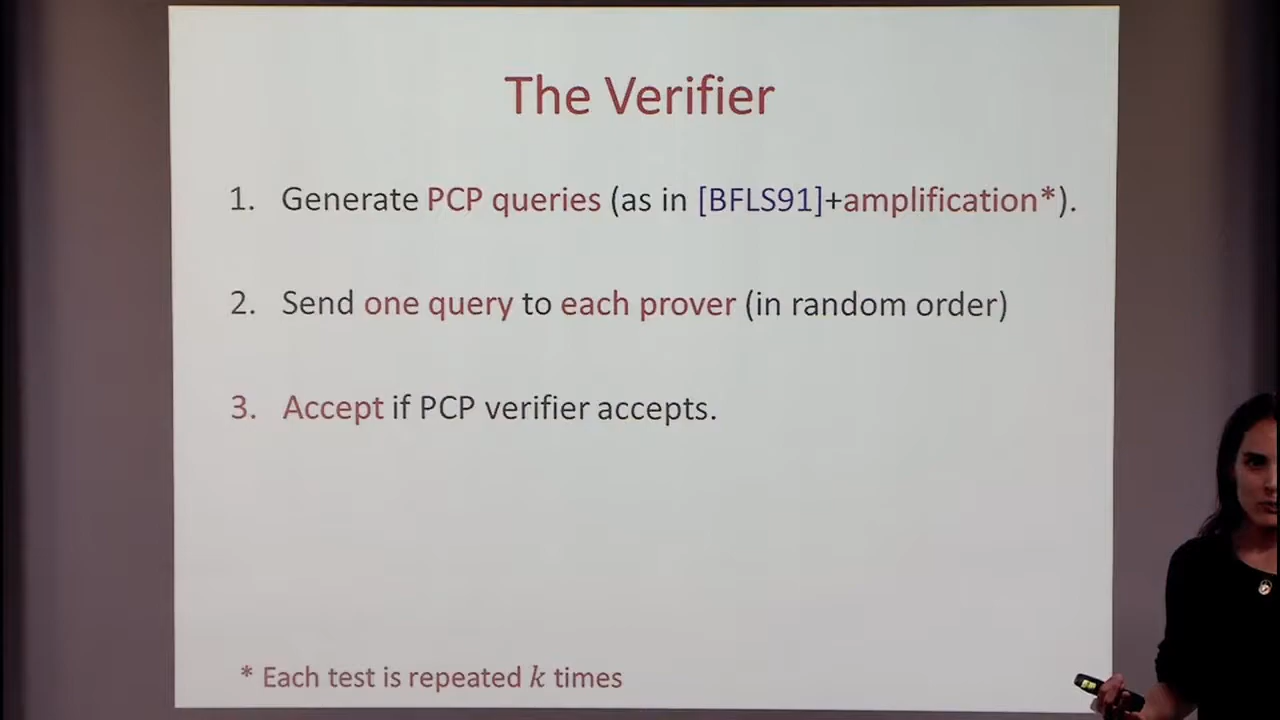 The Verifier
1. Generate PCP queries (as in [BFLS91]+amplification*).
2. Send one query to each prover (in random order)
3. Accept if PCP verifier accepts.
* Each test is repeated k times